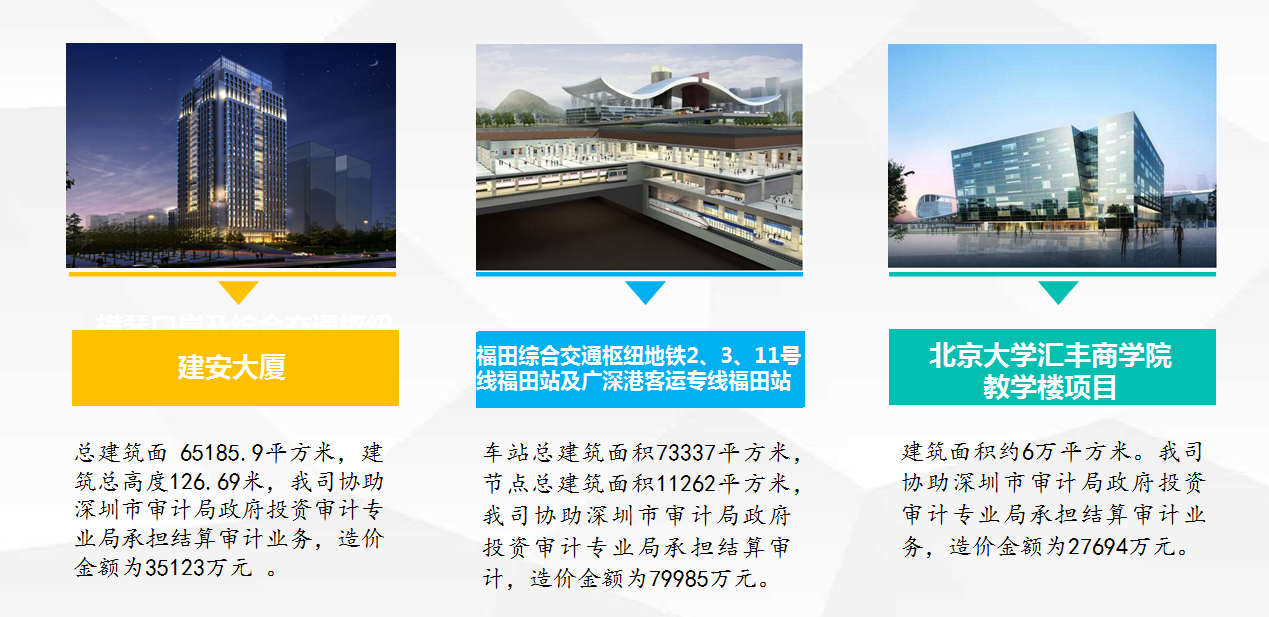 横琴口岸及综合交通枢纽
建安大厦
总建筑面 65185.9平方米，建
筑总高度126.69米，我司协助
深圳市审计局政府投资审计专
业局承担结算审计业务，造价
金额为35123万元 。
福田综合交通枢纽地铁2、3、11号
线福田站及广深港客运专线福田站
车站总建筑面积73337平方米，
节点总建筑面积11262平方米，
我司协助深圳市审计局政府
投资审计专业局承担结算审
计，造价金额为79985万元。
北京大学汇丰商学院
教学楼项目
建筑面积约6万平方米。我司
协助深圳市审计局政府投资
审计专业局承担结算审计业
务，造价金额为27694万元。